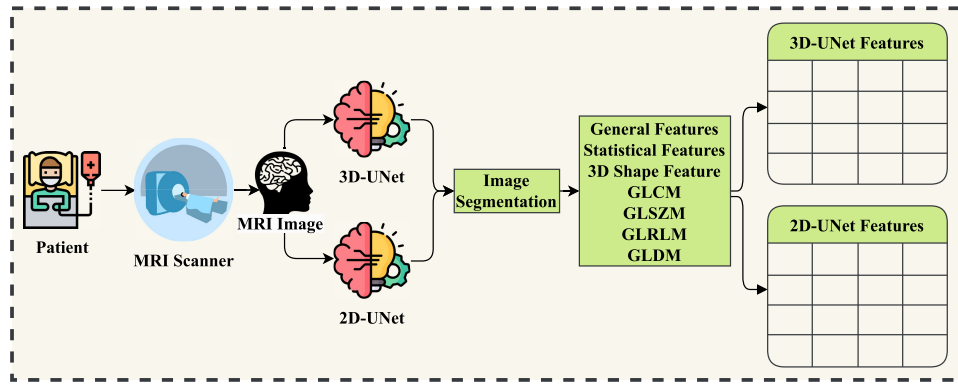 Patient
MRI Scanner
MRI Image
3D-UNet
2D-UNet
Image
Segmentation
General Features
Statistical Features
3D Shape Feature
GLCM
GLSZM
GLRLM
GLDM
3D-UNet Features
2D-UNet Features